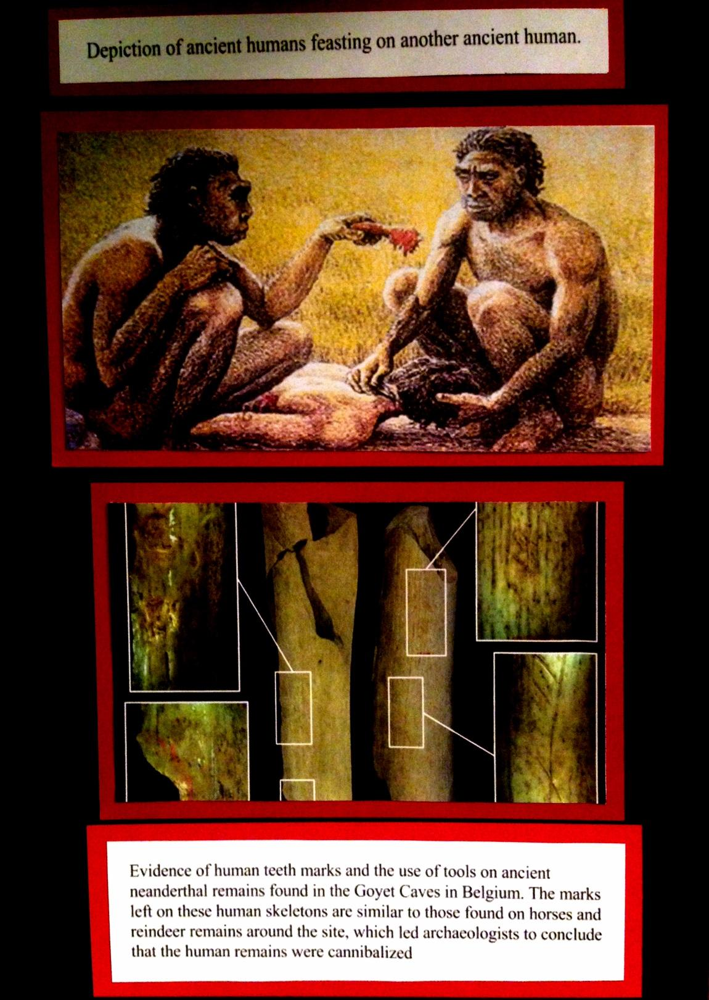 Depiction of ancient humans feasting on another ancient human.
Evidence of human teeth marks and the use of tools on ancient
neanderthal remains found in the Goyet Caves in Belgium. The marks
left on these human skeletons are similar to those found on horses and
reindeer remains around the site, which led archaeologists to conclude
that the human remains were cannibalized